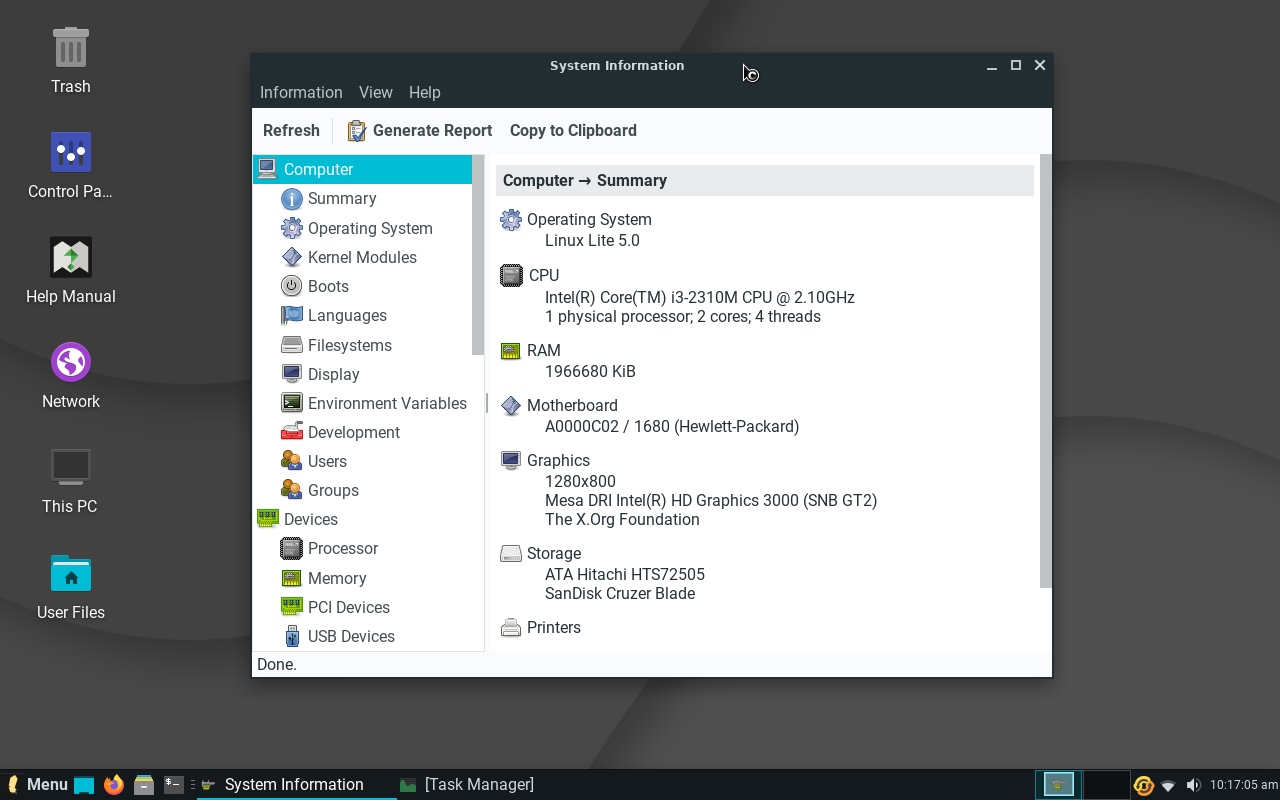 Trash
Control Pa...
Help Manual
Network
This PC
User Files
System Information
Information View Help
Refresh Generate Report Copy to Clipboard
Computer
Summary
Operating System
Kernel Modules
Boots
Languages
Filesystems
Display
Environment Variables
Development
Users
Groups
Devices
Processor
Memory
PCI Devices
USB Devices
Computer → Summary
Operating System
Linux Lite 5.0
CPU
Intel(R) Core(TM) i3-2310M CPU @ 2.10GHz
1 physical processor; 2 cores; 4 threads
RAM
1966680 KiB
Motherboard
A0000C02 / 1680 (Hewlett-Packard)
Graphics
1280x800
Mesa DRI Intel(R) HD Graphics 3000 (SNB GT2)
The X.Org Foundation
Storage
ATA Hitachi HTS72505
SanDisk Cruzer Blade
Printers
Done.
Menu System Information [Task Manager] 10:17:05 am